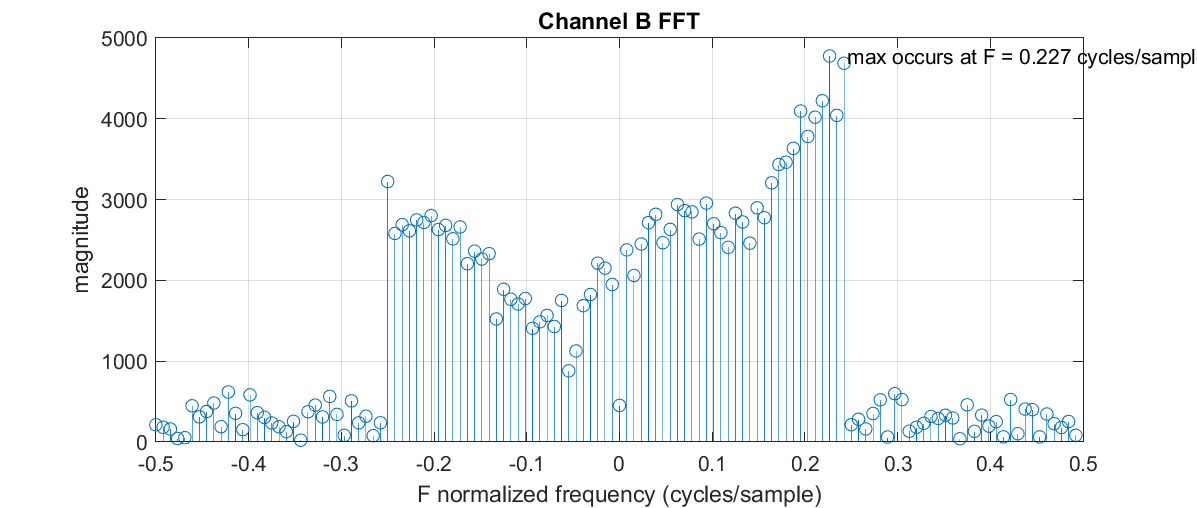 Channel B FFT
5000
4000
3000
2000
1000
0
magnitude
max occurs at F = 0.227 cycles/sampl
-0.5 -0.4 -0.3 -0.2 -0.1 0 0.1 0.2 0.3 0.4 0.5
F normalized frequency (cycles/sample)